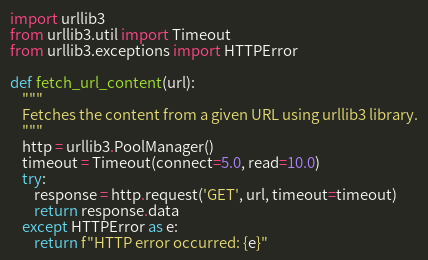 import urllib3
from urllib3.util import Timeout
from urllib3.exceptions import HTTPError

def fetch_url_content(url):
    """
    Fetches the content from a given URL using urllib3 library.
    """
    http = urllib3.PoolManager()
    timeout = Timeout(connect=5.0, read=10.0)
    try:
        response = http.request('GET', url, timeout=timeout)
        return response.data
    except HTTPError as e:
        return f"HTTP error occurred: {e}"